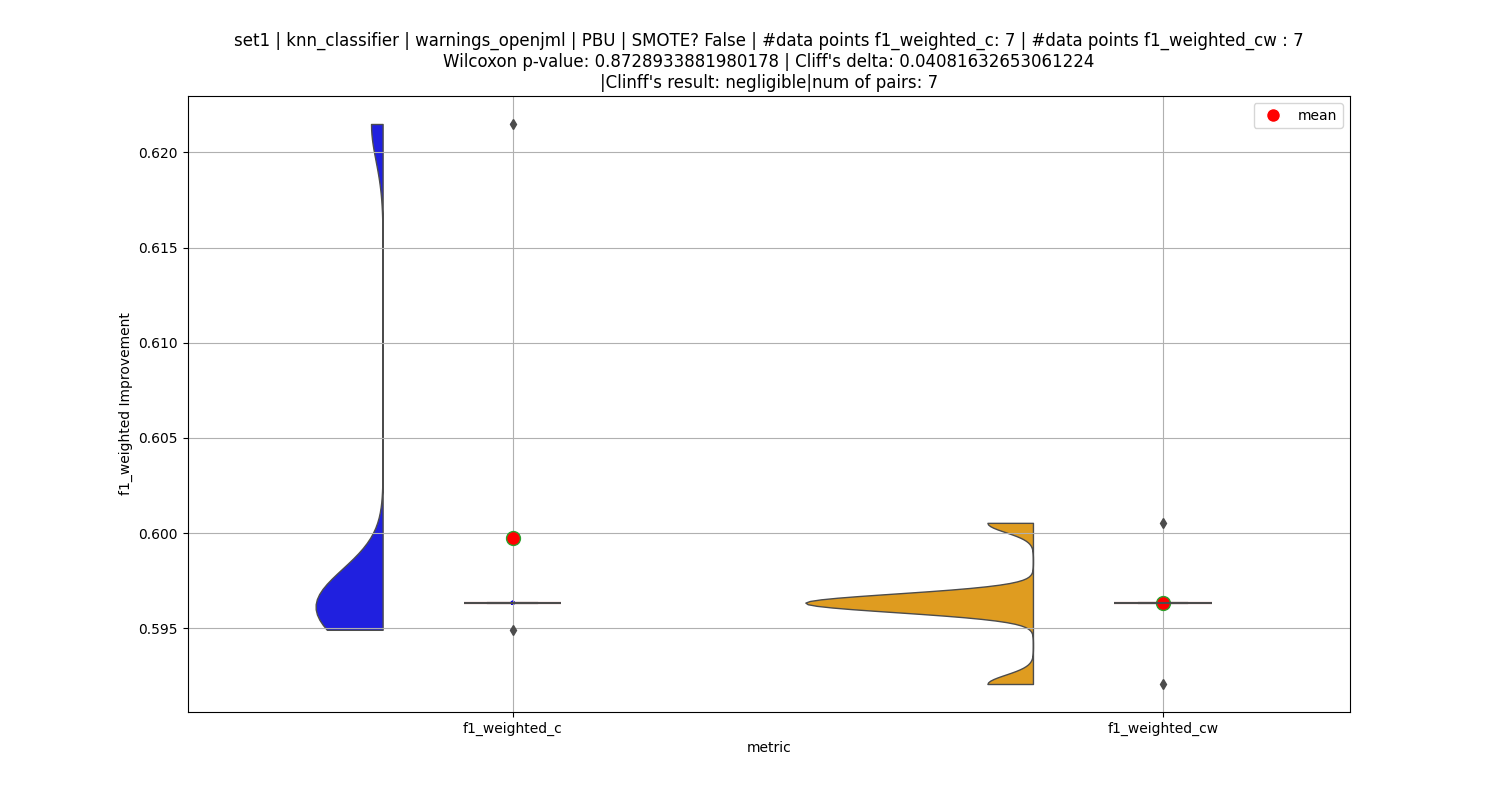 set1 | knn_classifier | warnings_openjml | PBU | SMOTE? False | #data points f1_weighted_c: 7 | #data points f1_weighted_cw : 7
Wilcoxon p-value: 0.8728933881980178 | Cliff's delta: 0.04081632653061224
|Clinff's result: negligible|num of pairs: 7
mean
0.620
0.615
0.610
0.605
0.600
0.595
f1_weighted Improvement
f1_weighted_c
f1_weighted_cw
metric